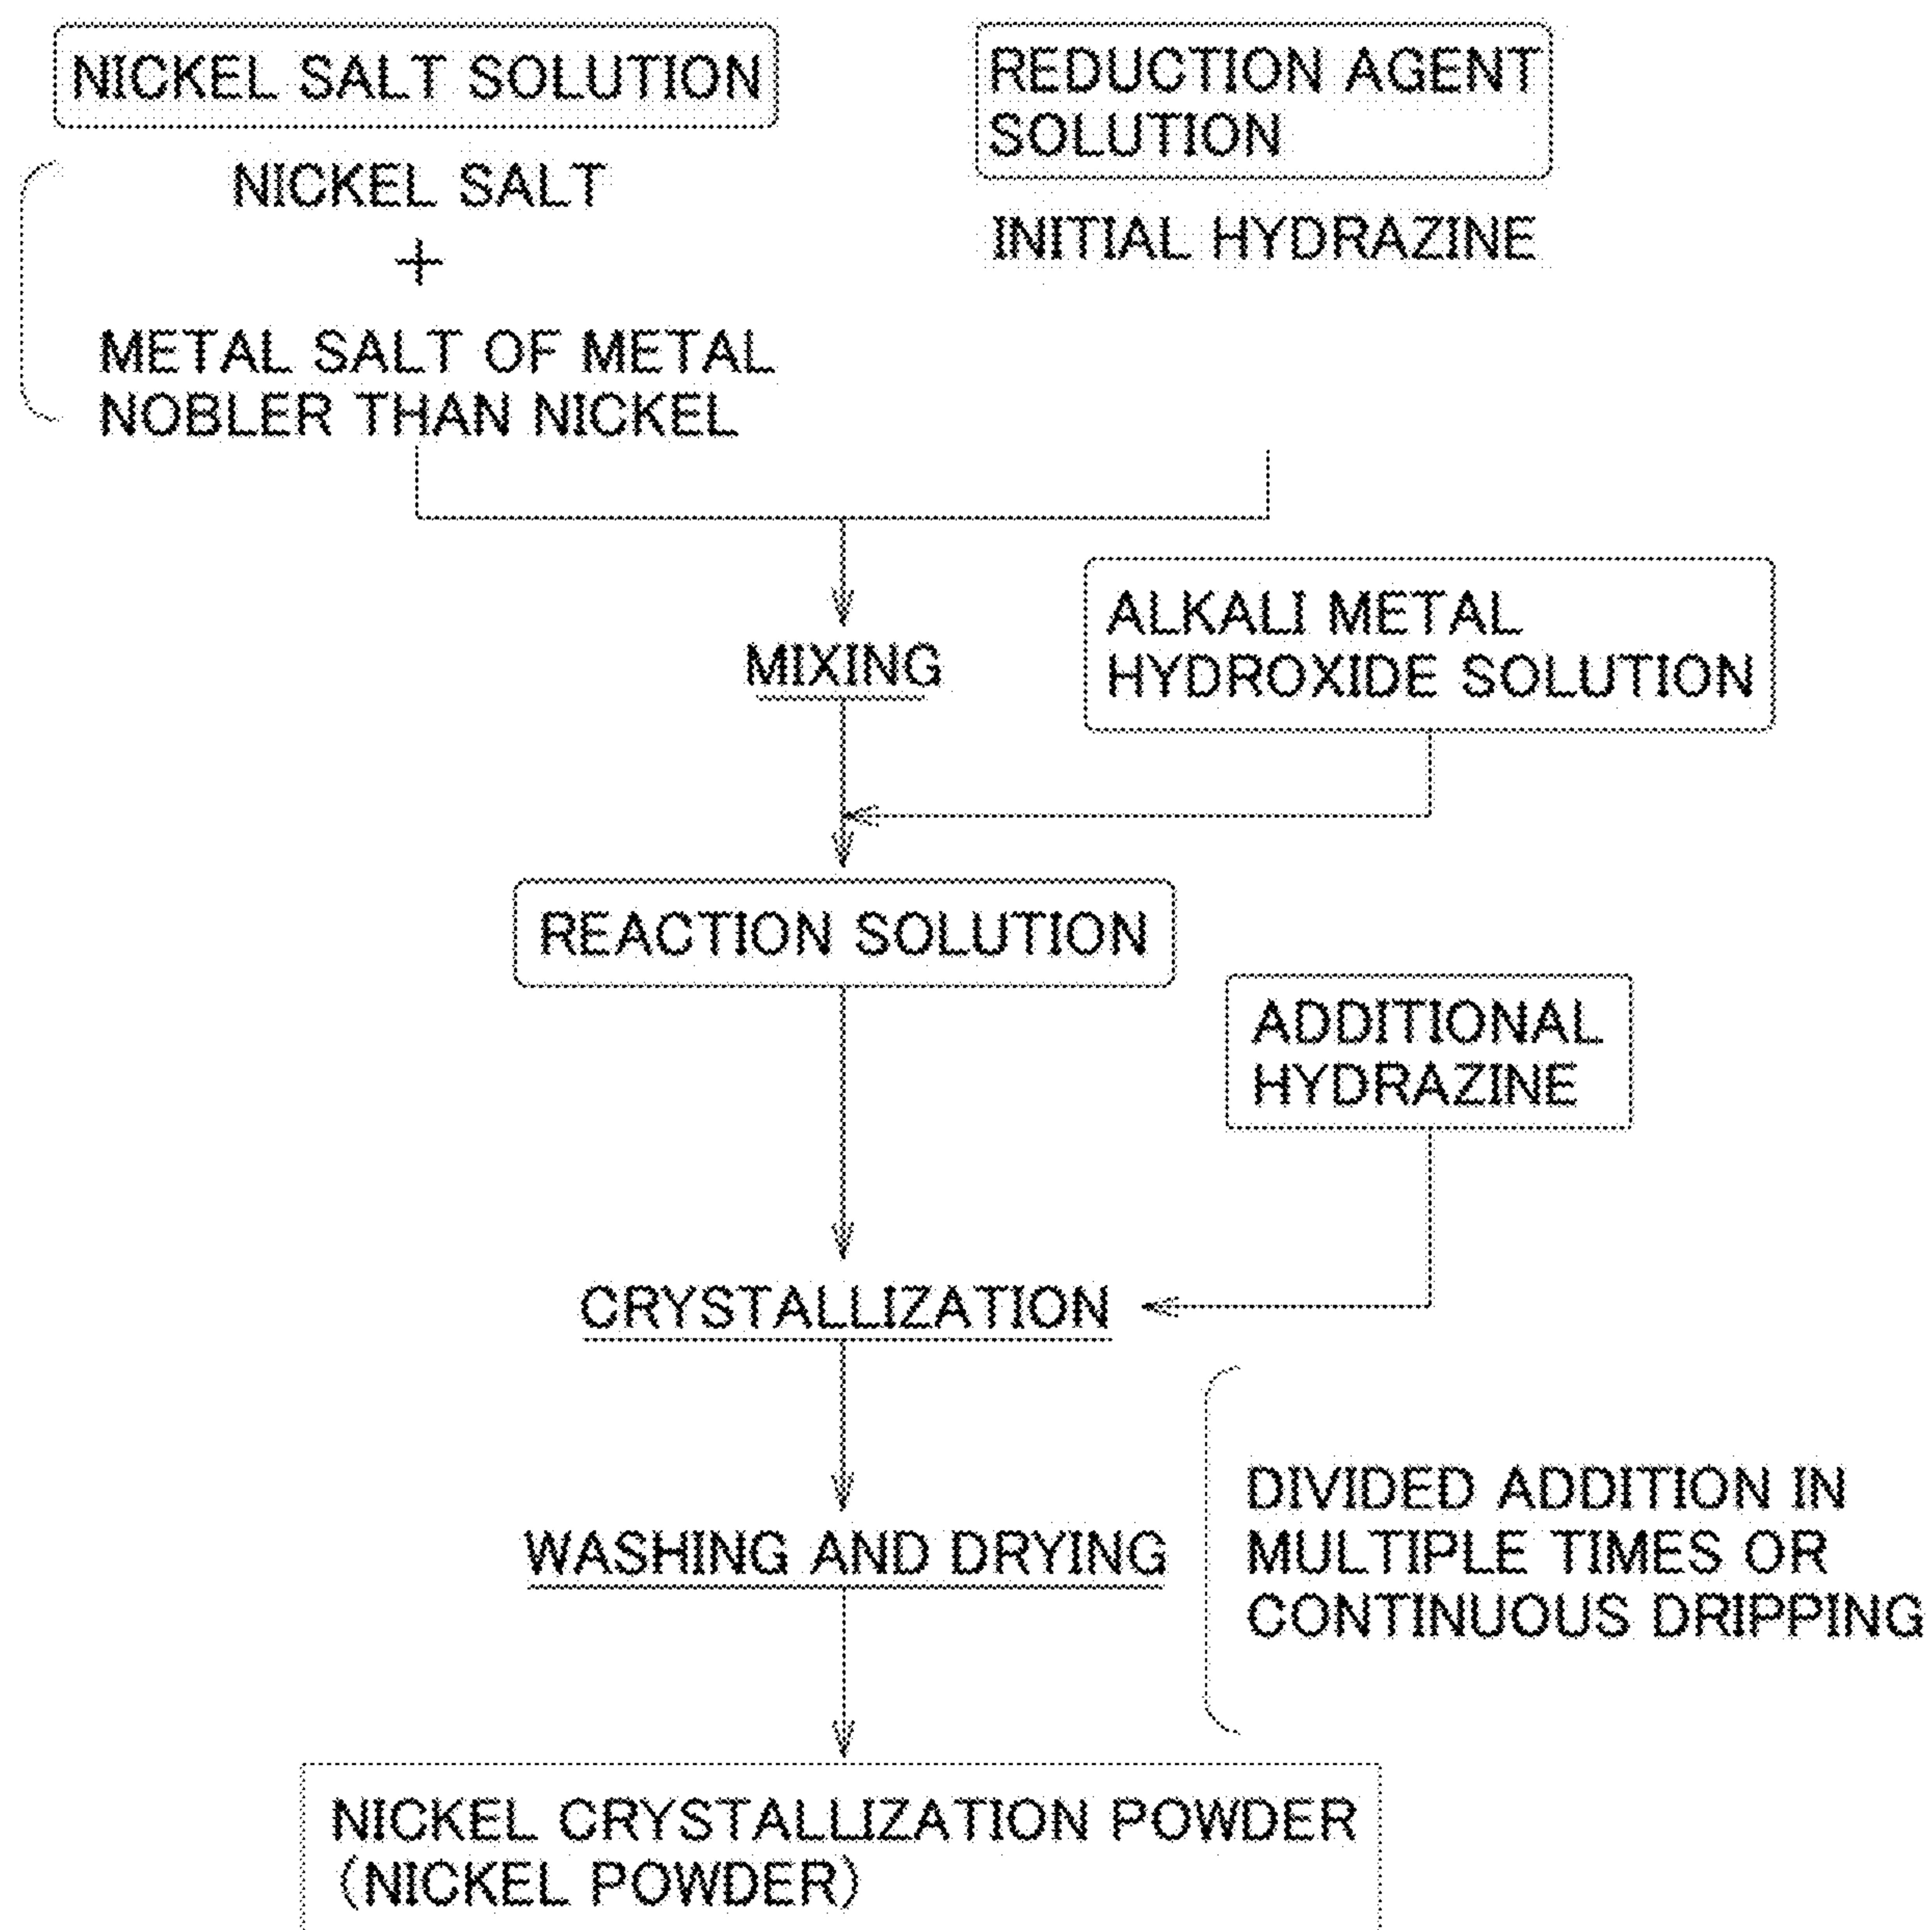 NICKEL SALT SOLUTION
NICKEL SALT
+
METAL SALT OF METAL
NOBLER THAN NICKEL
REDUCTION AGENT
SOLUTION
INITIAL HYDRAZINE
MIXING
ALKALI METAL
HYDROXIDE SOLUTION
REACTION SOLUTION
ADDITIONAL
HYDRAZINE
CRYSTALLIZATION
DIVIDED ADDITION IN
MULTIPLE TIMES OR
CONTINUOUS DRIPPING
WASHING AND DRYING
NICKEL CRYSTALLIZATION POWDER
(NICKEL POWDER)